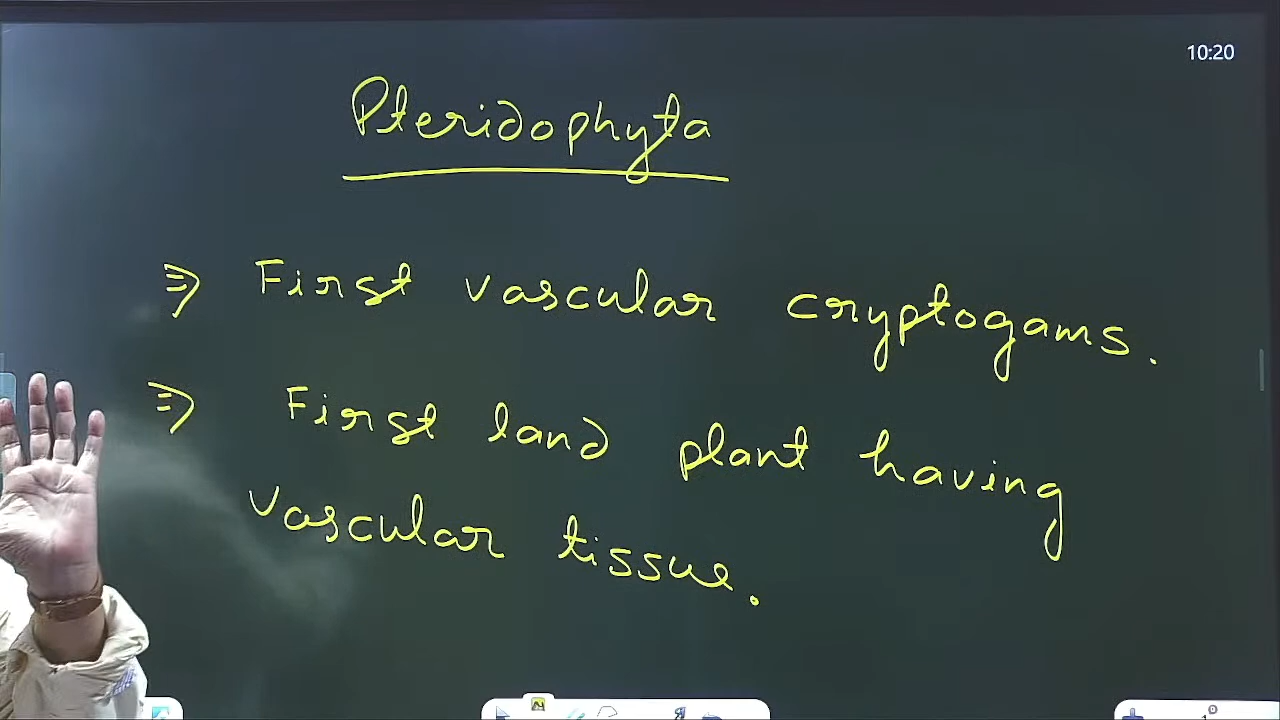 10:20
Pteridophyta
⇒ First vascular cryptogams.
⇒ First land plant having
vascular tissue.